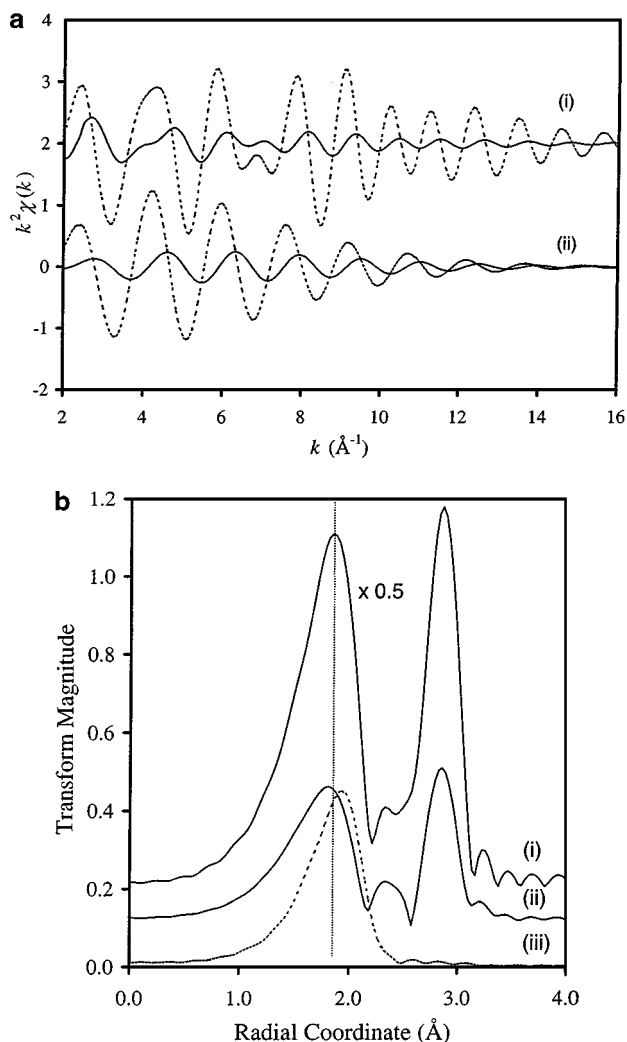 a
4
3
2
1
0
-1
-2
k²χ(k)
(i)
(ii)
2 4 6 8 10 12 14 16
k (Å⁻¹)
b
1.2
1.0
0.8
0.6
0.4
0.2
0.0
Transform Magnitude
x 0.5
(i)
(ii)
(iii)
0.0 1.0 2.0 3.0 4.0
Radial Coordinate (Å)